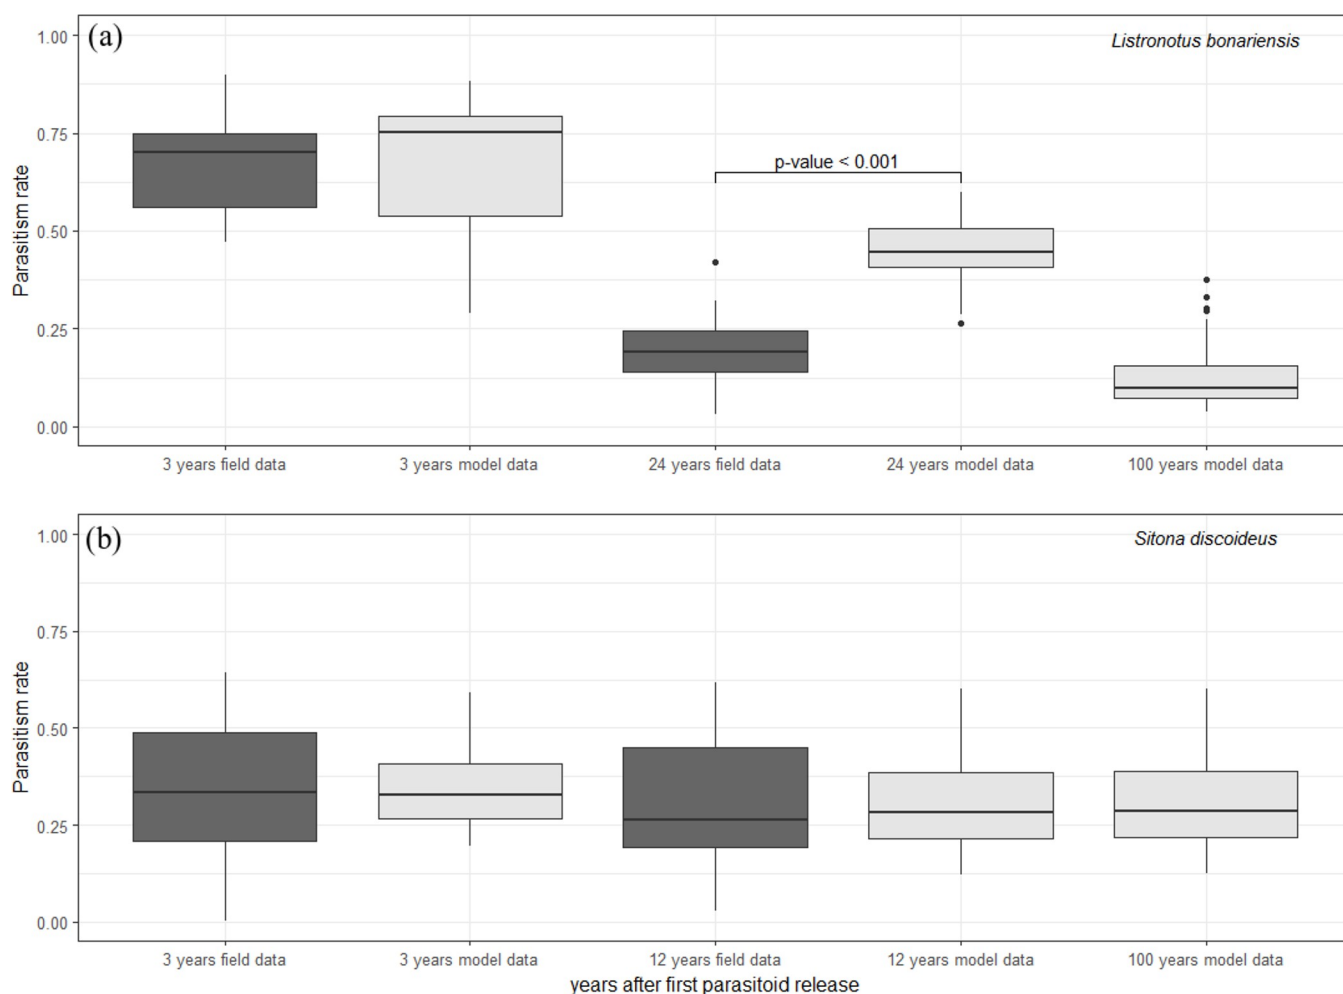 (a)
Listronotus bonariensis
1.00
0.75
0.50
0.25
0.00
Parasitism rate
p-value < 0.001
3 years field data
3 years model data
24 years field data
24 years model data
100 years model data
(b)
Sitona discoideus
1.00
0.75
0.50
0.25
0.00
Parasitism rate
3 years field data
3 years model data
12 years field data
12 years model data
100 years model data
years after first parasitoid release